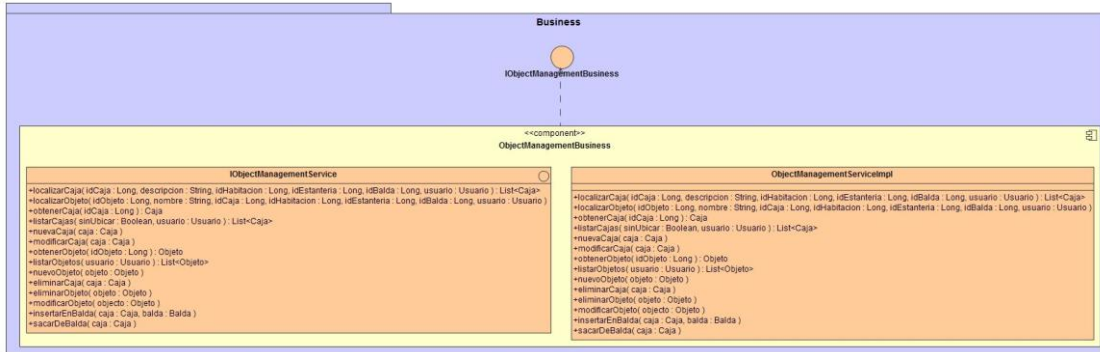 Business
IObjectManagementBusiness
<<component>>
ObjectManagementBusiness
IObjectManagementService
+localizarCaja( idCaja : Long, descripcion : String, idHabitacion : Long, idEstanteria : Long, idBalda : Long, usuario : Usuario ) : List<Caja>
+localizarObjeto( idObjeto : Long, nombre : String, idCaja : Long, idHabitacion : Long, idEstanteria : Long, idBalda : Long, usuario : Usuario )
+obtenerCaja( idCaja : Long ) : Caja
+listarCajas( sinUbicar : Boolean, usuario : Usuario ) : List<Caja>
+nuevaCaja( caja : Caja )
+modificarCaja( caja : Caja )
+obtenerObjeto( idObjeto : Long ) : Objeto
+listarObjetos( usuario : Usuario ) : List<Objeto>
+nuevoObjeto( objeto : Objeto )
+eliminarCaja( caja : Caja )
+eliminarObjeto( objeto : Objeto )
+modificarObjeto( objecto : Objeto )
+insertarEnBalda( caja : Caja, balda : Balda )
+sacarDeBalda( caja : Caja )
ObjectManagementServiceImpl
+localizarCaja( idCaja : Long, descripcion : String, idHabitacion : Long, idEstanteria : Long, idBalda : Long, usuario : Usuario ) : List<Caja>
+localizarObjeto( idObjeto : Long, nombre : String, idCaja : Long, idHabitacion : Long, idEstanteria : Long, idBalda : Long, usuario : Usuario )
+obtenerCaja( idCaja : Long ) : Caja
+listarCajas( sinUbicar : Boolean, usuario : Usuario ) : List<Caja>
+nuevaCaja( caja : Caja )
+modificarCaja( caja : Caja )
+obtenerObjeto( idObjeto : Long ) : Objeto
+listarObjetos( usuario : Usuario ) : List<Objeto>
+nuevoObjeto( objeto : Objeto )
+eliminarCaja( caja : Caja )
+eliminarObjeto( objeto : Objeto )
+modificarObjeto( objecto : Objeto )
+insertarEnBalda( caja : Caja, balda : Balda )
+sacarDeBalda( caja : Caja )